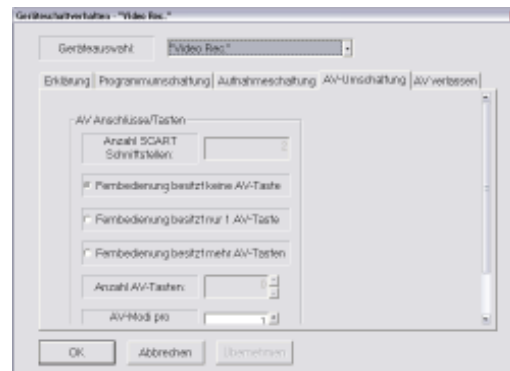 Geräteschaltverhalten - "Video Rec."
Geräteauswahl: "Video Rec."
Erklärung Programmumschaltung Aufnahmeschaltung AV-Umschaltung AV verlassen
AV Anschlüsse/Tasten
Anzahl SCART
Schnittstellen:
Fernbedienung besitzt keine AV-Taste
Fernbedienung besitzt nur 1 AV-Taste
Fernbedienung besitzt mehr AV-Tasten
Anzahl AV-Tasten: 0
AV-Modi pro 1
OK Abbrechen Übernehmen